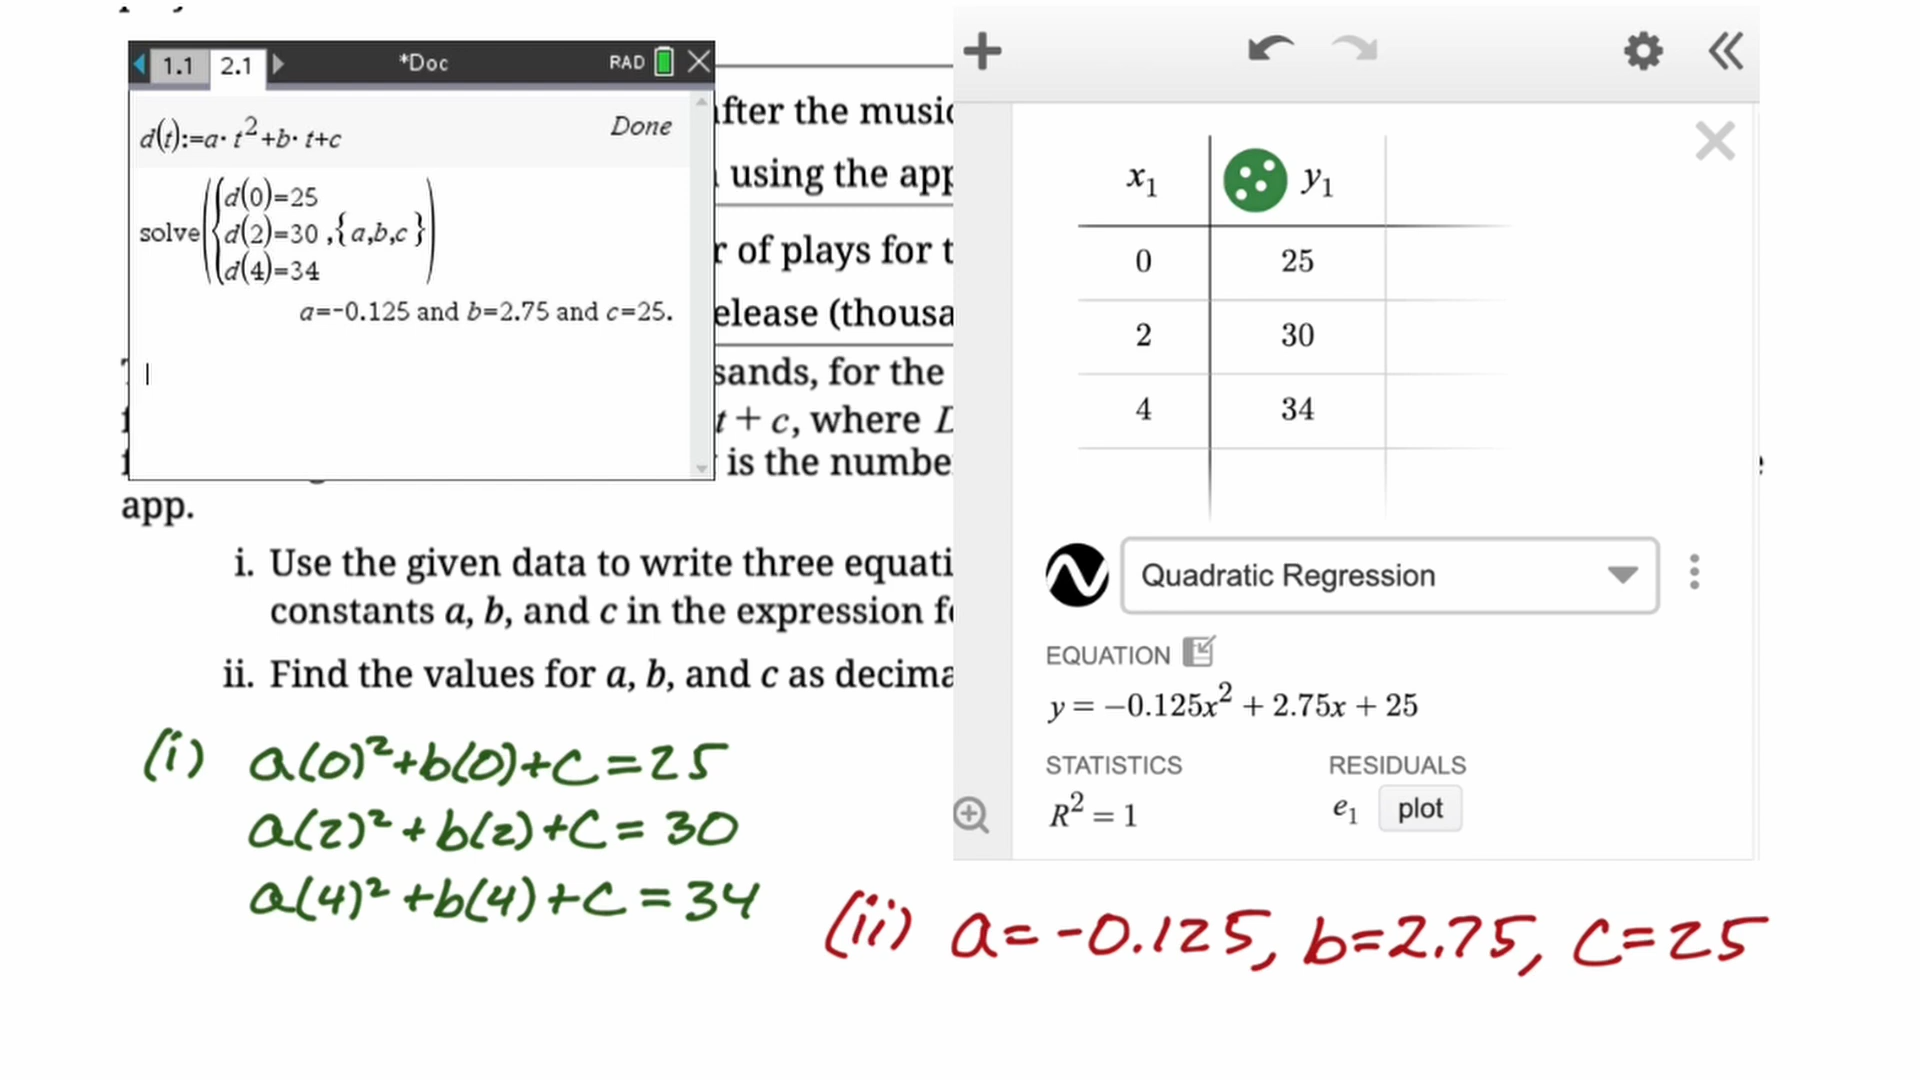 1.1 2.1 *Doc RAD
d(t):=a·t²+b·t+c Done
solve({d(0)=25
d(2)=30 ,{a,b,c})
d(4)=34
a=-0.125 and b=2.75 and c=25.
after the music
using the app
of plays for
elease (thousa
sands, for the
t + c, where
is the numbe
app.
i. Use the given data to write three equati
constants a, b, and c in the expression f
ii. Find the values for a, b, and c as decima
x₁ y₁
0 25
2 30
4 34
Quadratic Regression
EQUATION
y = −0.125x² + 2.75x + 25
STATISTICS RESIDUALS
R² = 1 e₁ plot
(i) a(0)²+b(0)+c=25
a(2)²+b(2)+c=30
a(4)²+b(4)+c=34
(ii) a=-0.125, b=2.75, c=25